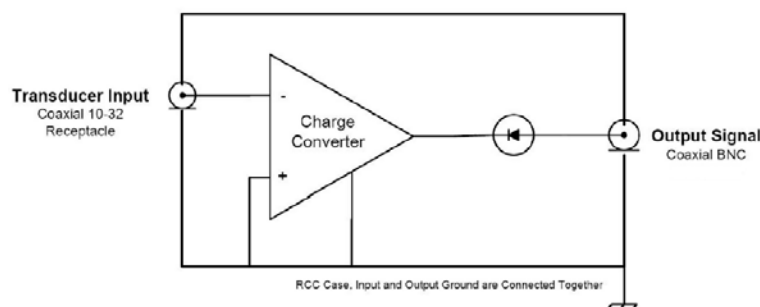 Transducer Input
Coaxial 10-32
Receptacle
-
Charge
Converter
+
Output Signal
Coaxial BNC
RCC Case, Input and Output Ground are Connected Together